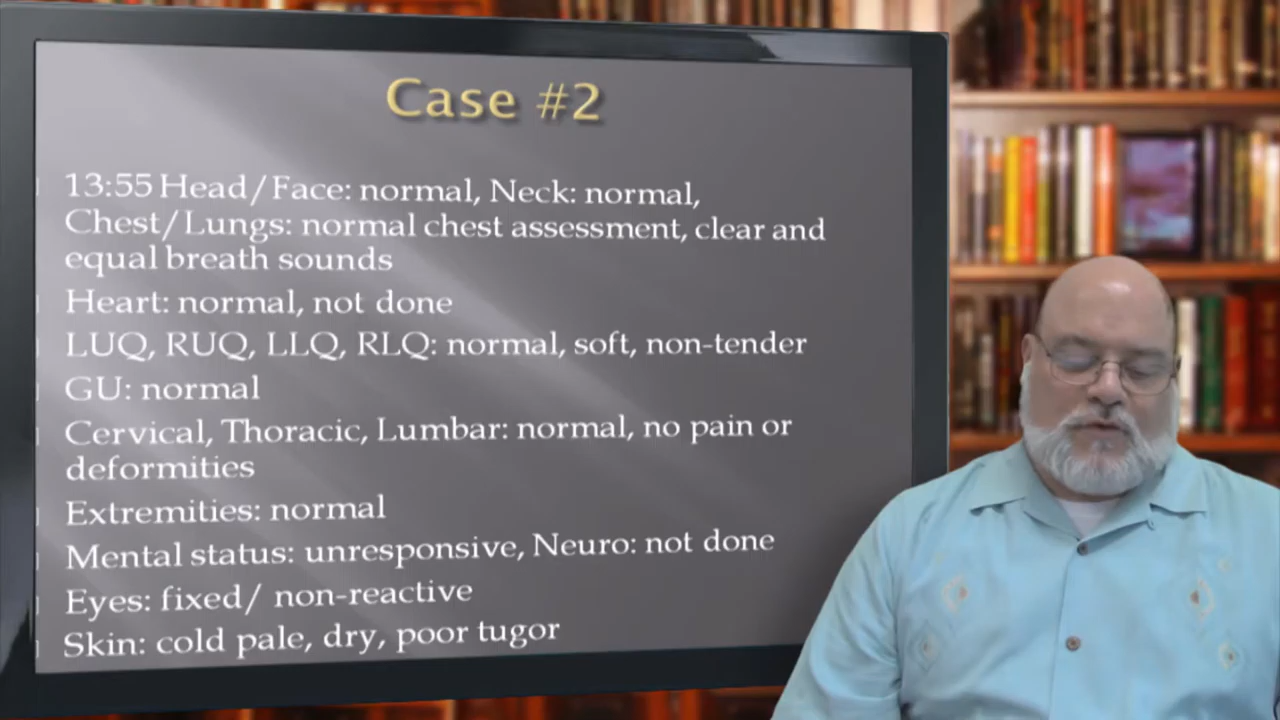 Case #2
13:55 Head/Face: normal, Neck: normal,
Chest/Lungs: normal chest assessment, clear and
equal breath sounds
Heart: normal, not done
LUQ, RUQ, LLQ, RLQ: normal, soft, non-tender
GU: normal
Cervical, Thoracic, Lumbar: normal, no pain or
deformities
Extremities: normal
Mental status: unresponsive, Neuro: not done
Eyes: fixed/ non-reactive
Skin: cold pale, dry, poor tugor